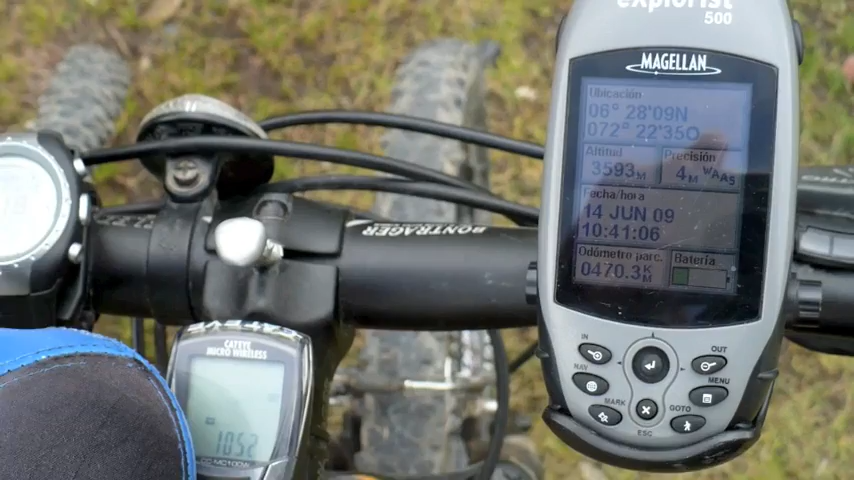 explorist
500
MAGELLAN
Ubicación
06° 28'09N
072° 22'35O
Altitud
3593M
Precisión
4M WAAS
Fecha/hora
14 JUN 09
10:41:06
Odómetro parc.
0470.3KM
Batería
IN
OUT
NAV
MENU
MARK
GOTO
ESC
BONTRAGER
CATEYE
CATEYE
MICRO WIRELESS
1052